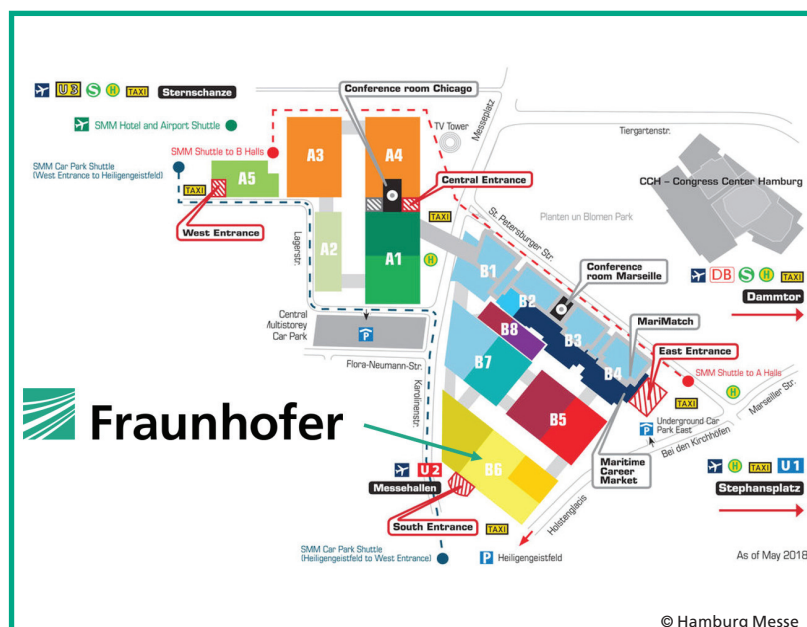 U3 S H TAXI Sternschanze
SMM Hotel and Airport Shuttle
SMM Shuttle to B Halls
SMM Car Park Shuttle
(West Entrance to Heiligengeistfeld)
TAXI
A5
West Entrance
Conference room Chicago
A3
A4
Central Entrance
TAXI
A2
A1
H
Lagerstr.
TV Tower
Messeplatz
Tiergartenstr.
CCH – Congress Center Hamburg
Planten un Blomen Park
St. Petersburger Str.
DB S H TAXI
Dammtor
Conference
room Marseille
MariMatch
East Entrance
SMM Shuttle to A Halls
H
Marseiller Str.
TAXI
B1
B2
B3
B4
B8
B7
B5
B6
Central
Multistorey
Car Park
P
Flora-Neumann-Str.
Karolinenstr.
Fraunhofer
U2
Messehallen
South Entrance
TAXI
SMM Car Park Shuttle
(Heiligengeistfeld to West Entrance)
P Heiligengeistfeld
Holstenglacis
Maritime
Career
Market
P
Underground Car
Park East
Bei den Kirchhöfen
H TAXI U1
Stephansplatz
As of May 2018
© Hamburg Messe